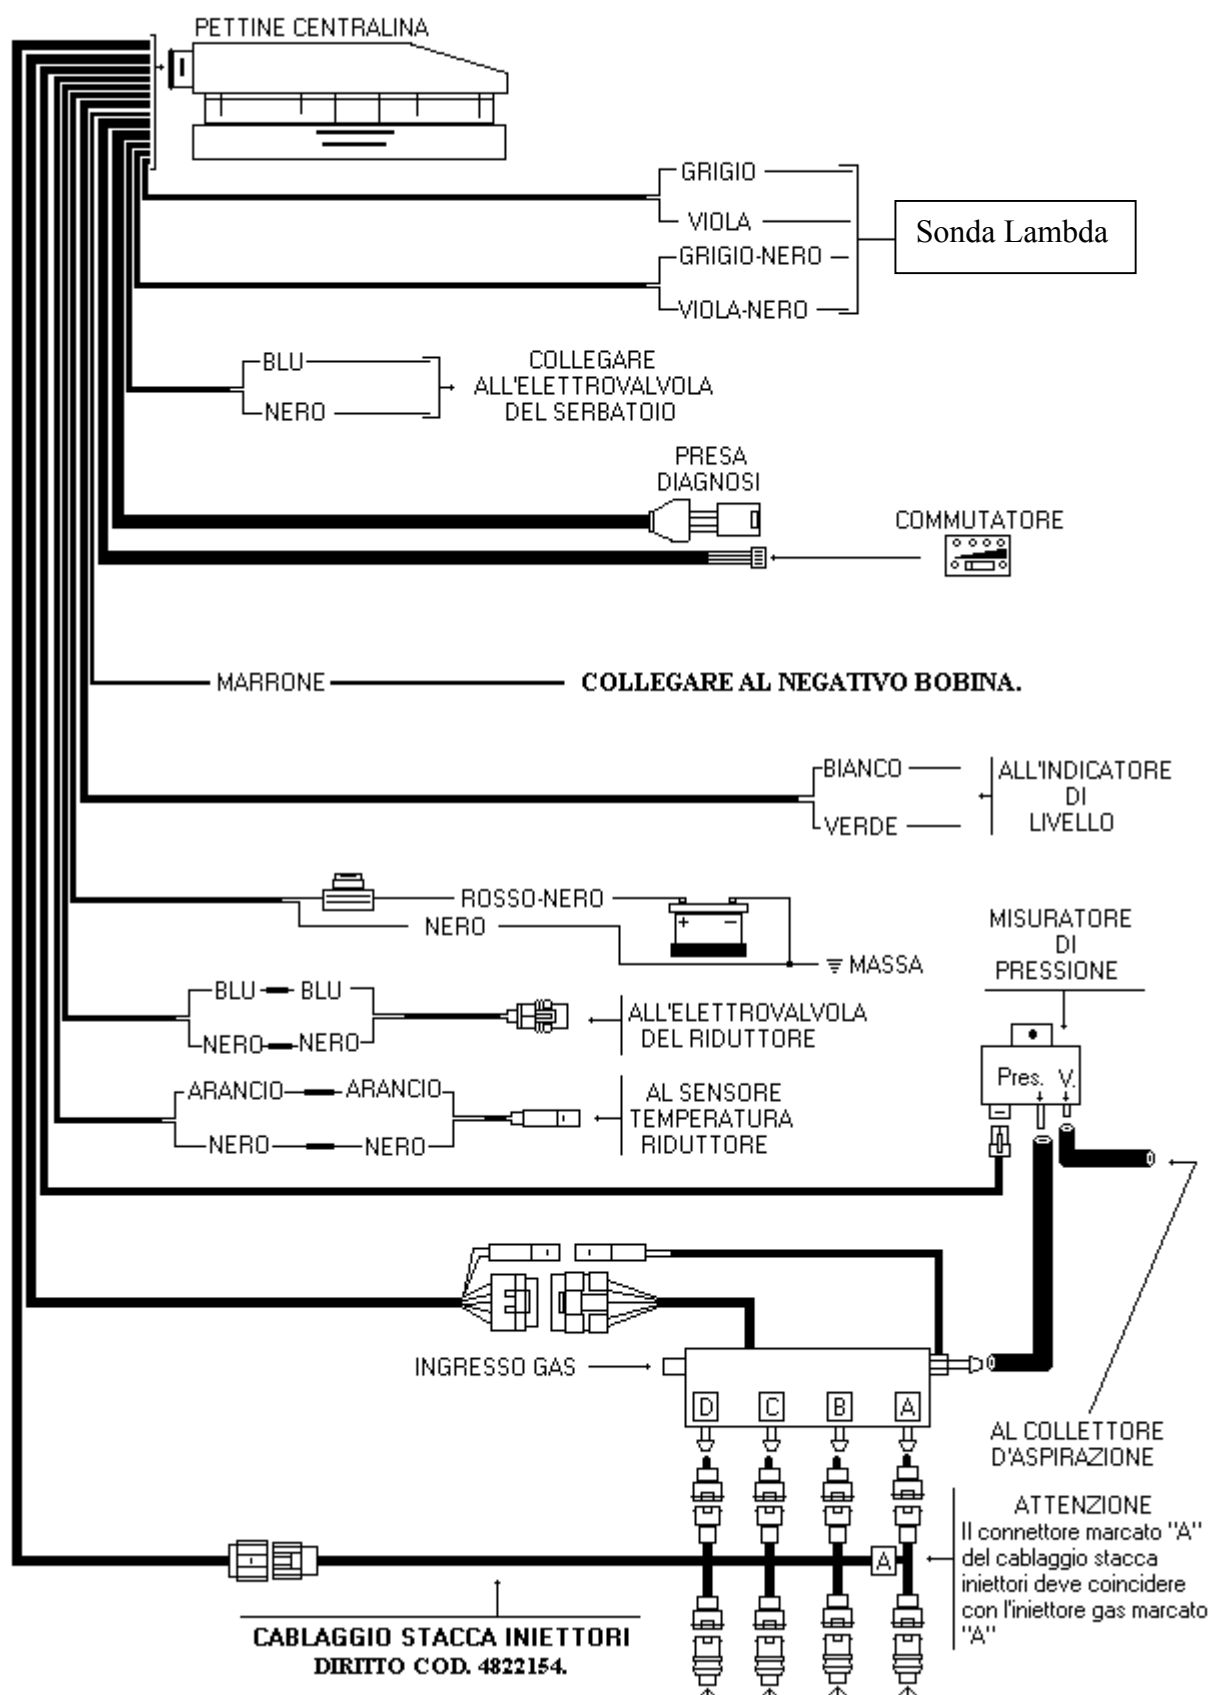 PETTINE CENTRALINA
GRIGIO
VIOLA
GRIGIO-NERO
VIOLA-NERO
Sonda Lambda
BLU
NERO
COLLEGARE
ALL'ELETTROVALVOLA
DEL SERBATOIO
PRESA
DIAGNOSI
COMMUTATORE
MARRONE
COLLEGARE AL NEGATIVO BOBINA.
BIANCO
VERDE
ALL'INDICATORE
DI
LIVELLO
ROSSO-NERO
NERO
+ −
MASSA
MISURATORE
DI
PRESSIONE
BLU BLU
NERO NERO
ALL'ELETTROVALVOLA
DEL RIDUTTORE
Pres. V.
ARANCIO ARANCIO
NERO NERO
AL SENSORE
TEMPERATURA
RIDUTTORE
INGRESSO GAS
D C B A
AL COLLETTORE
D'ASPIRAZIONE
A
ATTENZIONE
Il connettore marcato "A"
del cablaggio stacca
iniettori deve coincidere
con l'iniettore gas marcato
"A"
CABLAGGIO STACCA INIETTORI
DIRITTO COD. 4822154.